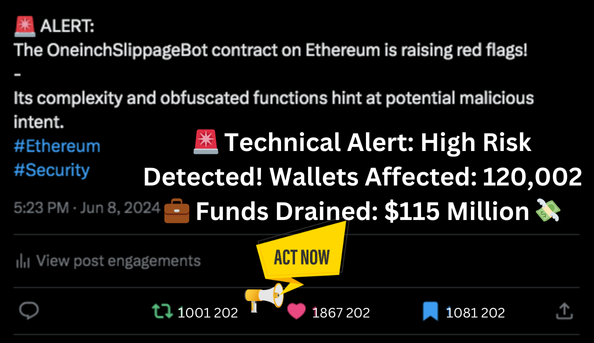 🚨 ALERT:
The OneinchSlippageBot contract on Ethereum is raising red flags!
-
Its complexity and obfuscated functions hint at potential malicious
intent.
#Ethereum
#Security
🚨 Technical Alert: High Risk
Detected! Wallets Affected: 120,002
💼 Funds Drained: $115 Million 💸
5:23 PM · Jun 8, 2024
ACT NOW
View post engagements
1001 202 1867 202 1081 202